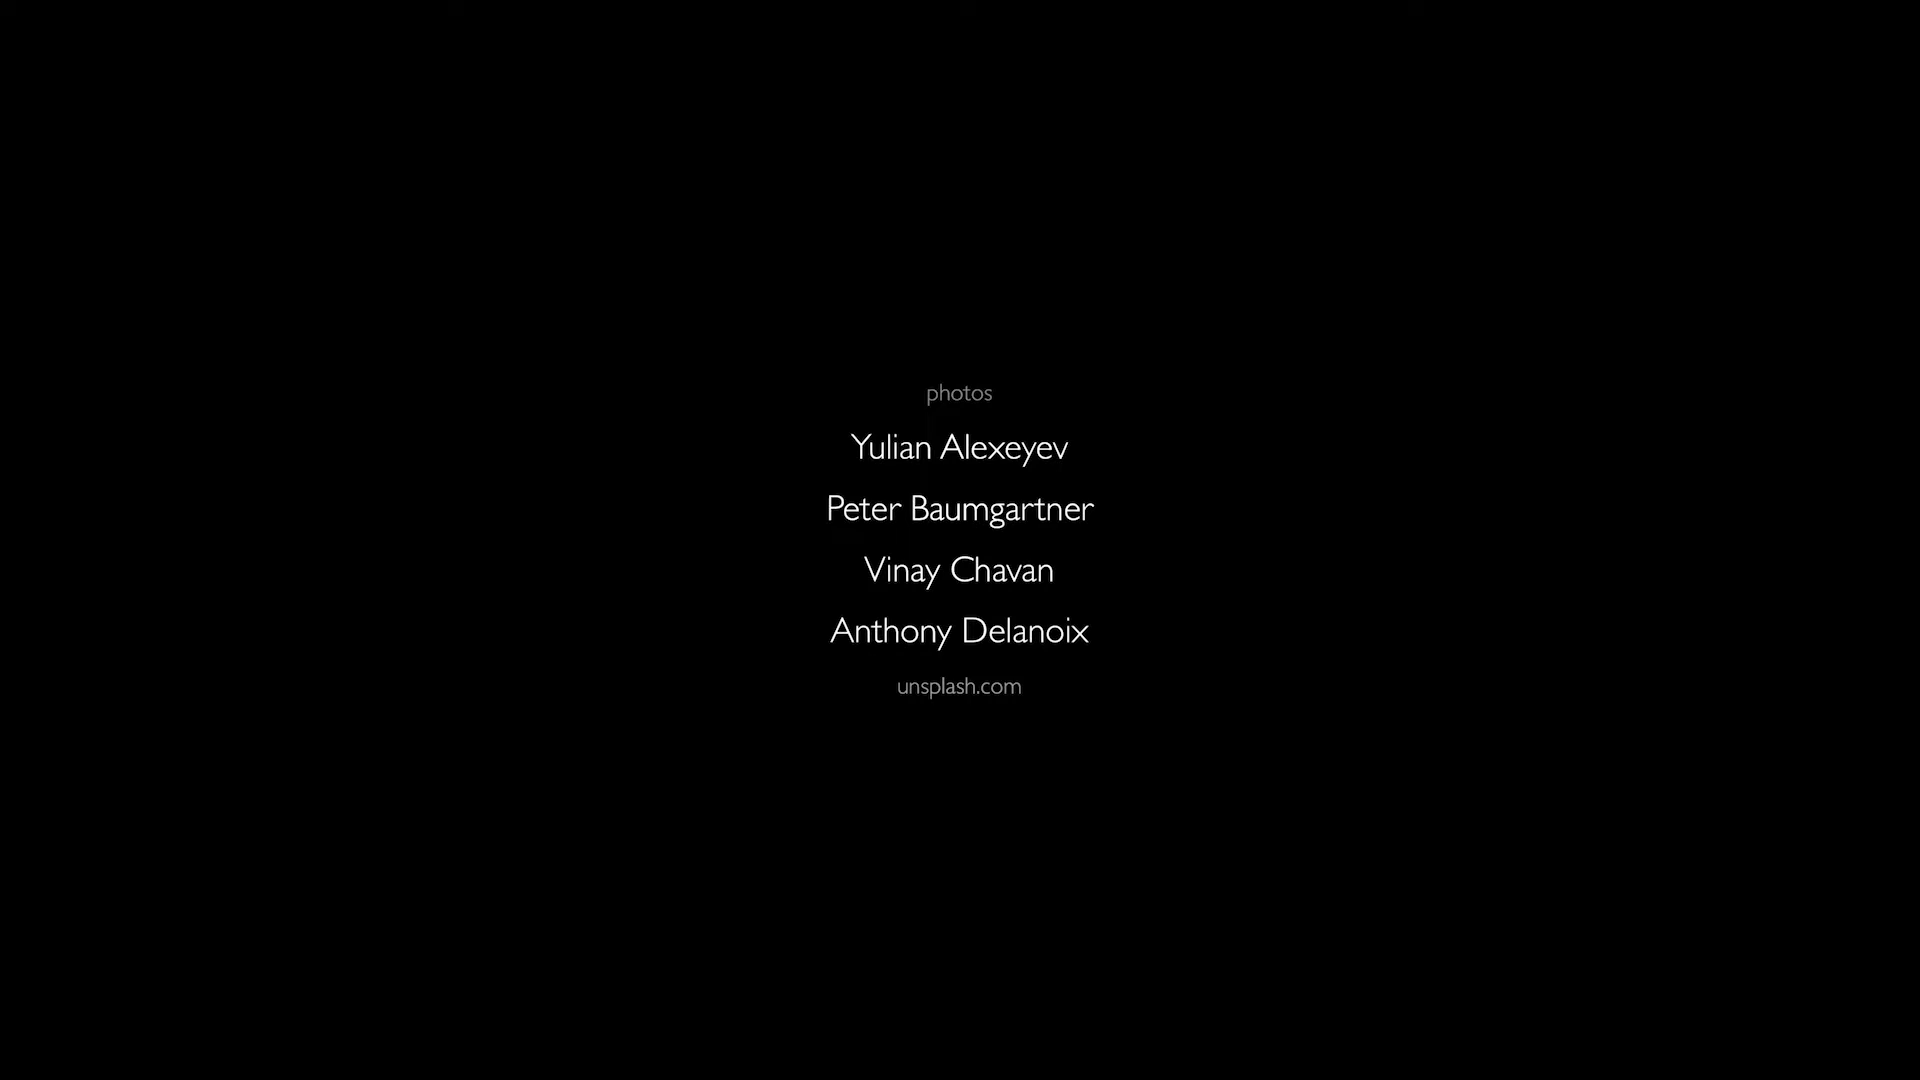 photos
Yulian Alexeyev
Peter Baumgartner
Vinay Chavan
Anthony Delanoix
unsplash.com